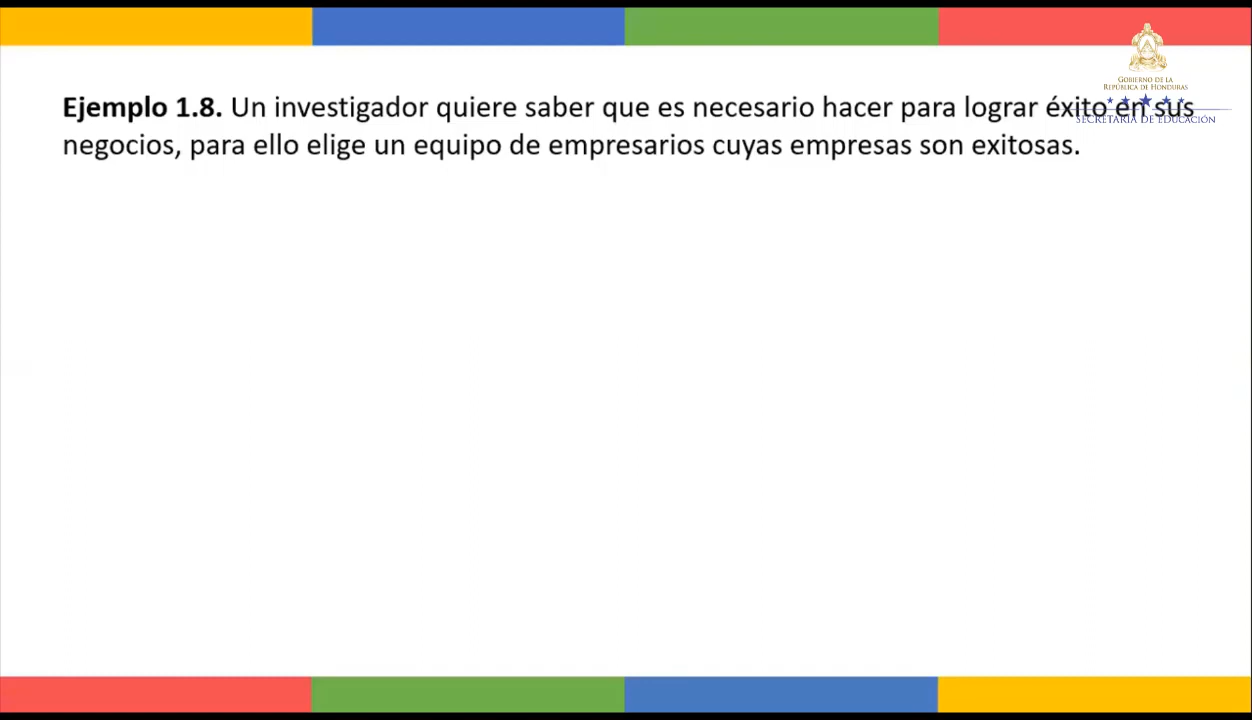 GOBIERNO DE LA
REPÚBLICA DE HONDURAS
SECRETARÍA DE EDUCACIÓN
Ejemplo 1.8. Un investigador quiere saber que es necesario hacer para lograr éxito en sus
negocios, para ello elige un equipo de empresarios cuyas empresas son exitosas.